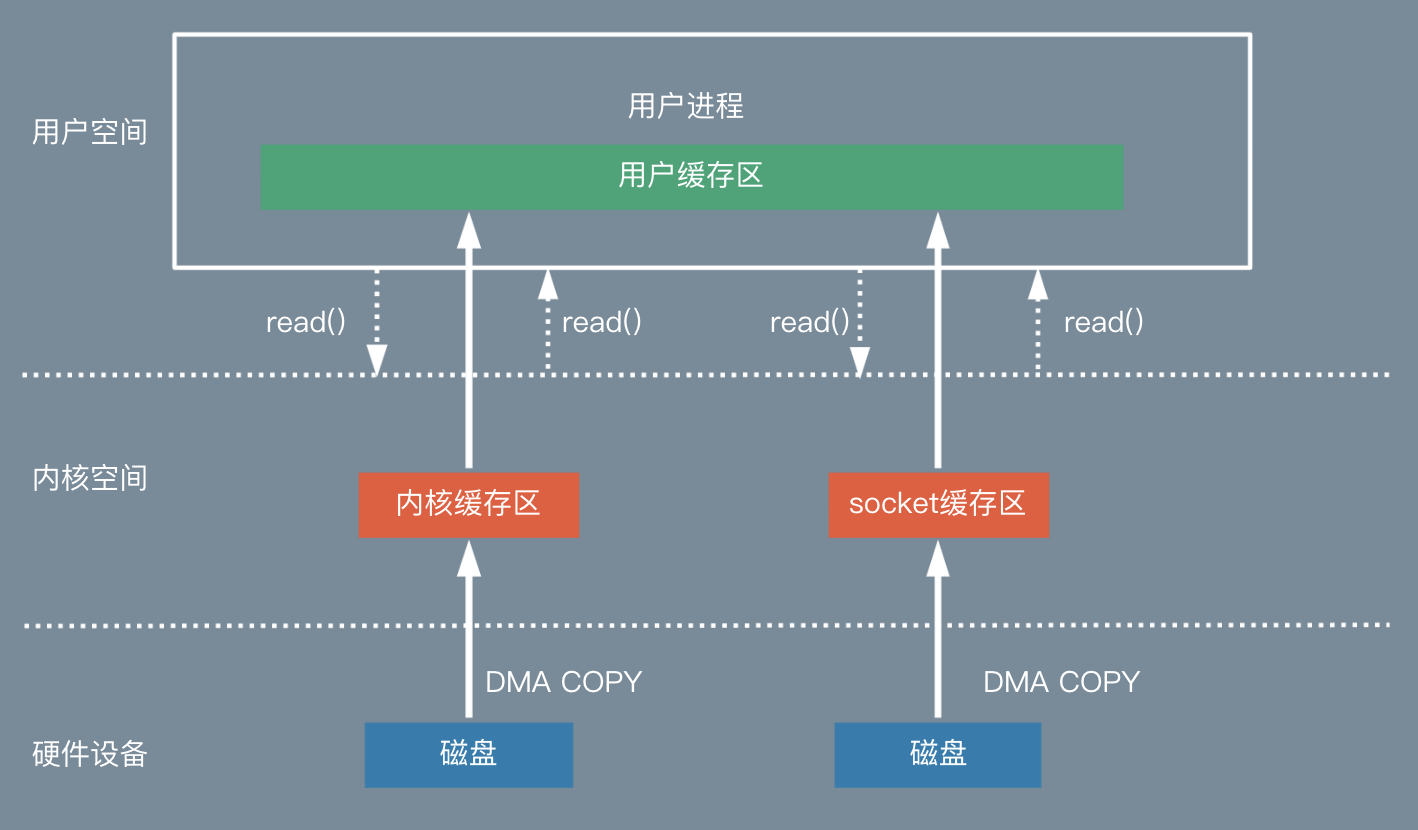 用户进程
用户空间
用户缓存区
read()
read()
read()
read()
内核空间
内核缓存区
socket缓存区
DMA COPY
DMA COPY
硬件设备
磁盘
磁盘